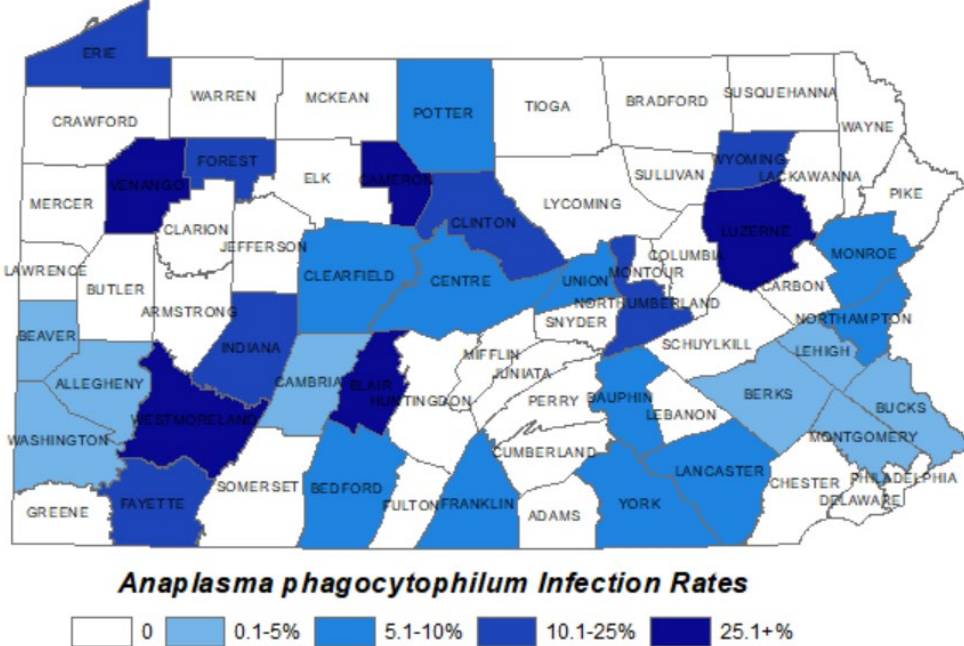 ERIE
WARREN
MCKEAN
POTTER
TIOGA
BRADFORD
SUSQUEHANNA
CRAWFORD
WAYNE
VENANGO
FOREST
ELK
CAMERON
WYOMING
LACKAWANNA
SULLIVAN
PIKE
MERCER
LYCOMING
CLARION
CLINTON
LUZERNE
JEFFERSON
COLUMBIA
MONROE
LAWRENCE
CLEARFIELD
CENTRE
UNION
MONTOUR
BUTLER
CARBON
ARMSTRONG
NORTHUMBERLAND
NORTHAMPTON
BEAVER
SNYDER
INDIANA
SCHUYLKILL
LEHIGH
MIFFLIN
ALLEGHENY
JUNIATA
CAMBRIA
BLAIR
HUNTINGDON
PERRY
DAUPHIN
BERKS
LEBANON
BUCKS
WESTMORELAND
WASHINGTON
MONTGOMERY
CUMBERLAND
LANCASTER
PHILADELPHIA
SOMERSET
BEDFORD
CHESTER
GREENE
FAYETTE
FULTON
FRANKLIN
YORK
DELAWARE
ADAMS
Anaplasma phagocytophilum Infection Rates
0 0.1-5% 5.1-10% 10.1-25% 25.1+%